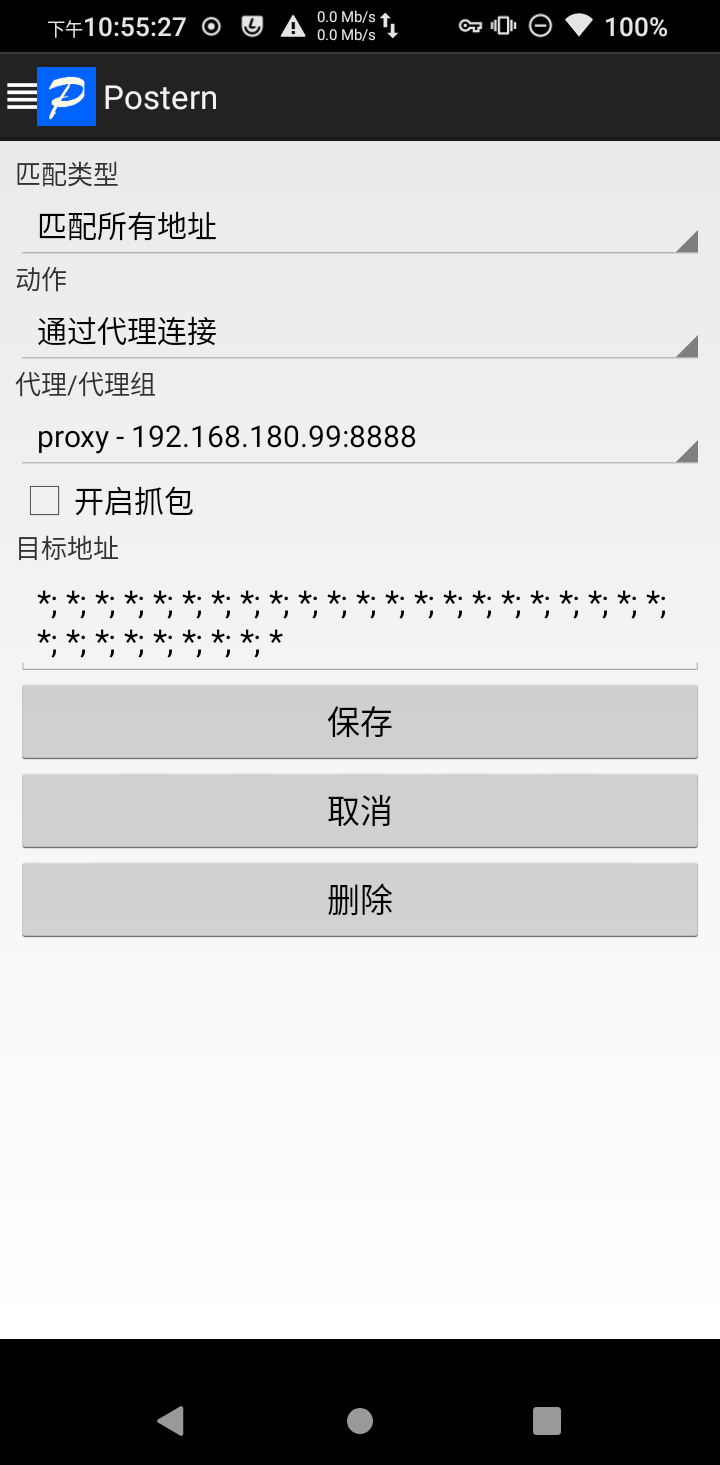 下午10:55:27 0.0 Mb/s 100%
0.0 Mb/s
Postern
匹配类型
匹配所有地址
动作
通过代理连接
代理/代理组
proxy - 192.168.180.99:8888
开启抓包
目标地址
*; *; *; *; *; *; *; *; *; *; *; *; *; *; *; *; *; *; *; *; *; *;
*; *; *; *; *; *; *; *; *
保存
取消
删除